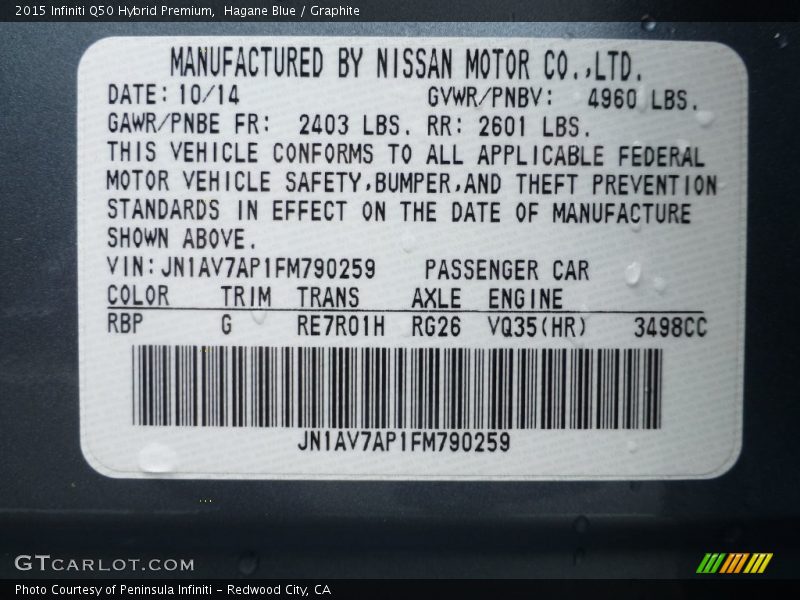 2015 Infiniti Q50 Hybrid Premium, Hagane Blue / Graphite
MANUFACTURED BY NISSAN MOTOR CO.,LTD.
DATE: 10/14 GVWR/PNBV: 4960 LBS.
GAWR/PNBE FR: 2403 LBS. RR: 2601 LBS.
THIS VEHICLE CONFORMS TO ALL APPLICABLE FEDERAL
MOTOR VEHICLE SAFETY,BUMPER,AND THEFT PREVENTION
STANDARDS IN EFFECT ON THE DATE OF MANUFACTURE
SHOWN ABOVE.
VIN: JN1AV7AP1FM790259 PASSENGER CAR
COLOR TRIM TRANS AXLE ENGINE
RBP G RE7R01H RG26 VQ35(HR) 3498CC
JN1AV7AP1FM790259
GTCARLOT.COM
Photo Courtesy of Peninsula Infiniti - Redwood City, CA